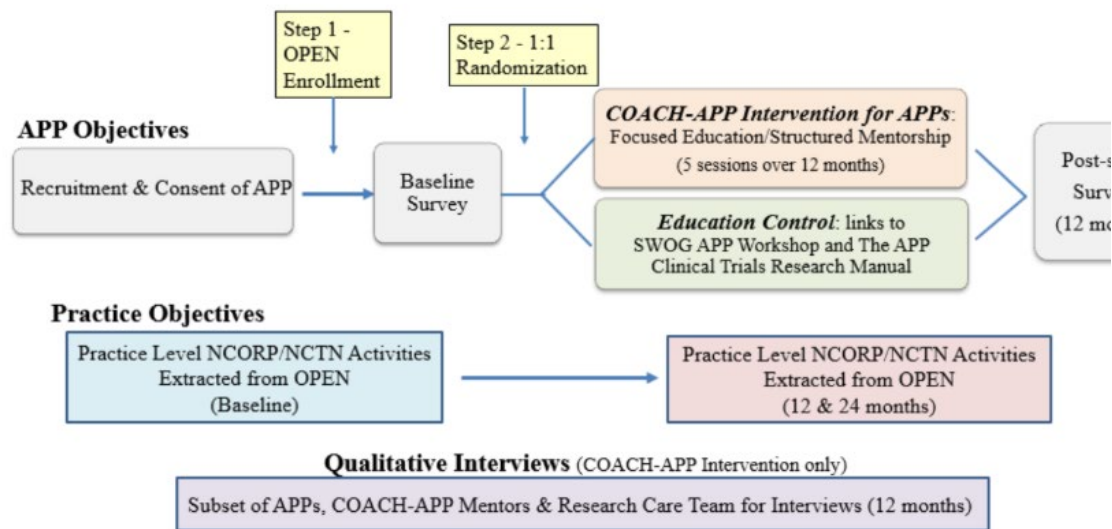 Step 1 -
OPEN
Enrollment
Step 2 - 1:1
Randomization
APP Objectives
Recruitment & Consent of APP
Baseline
Survey
COACH-APP Intervention for APPs:
Focused Education/Structured Mentorship
(5 sessions over 12 months)
Education Control: links to
SWOG APP Workshop and The APP
Clinical Trials Research Manual
(12
Practice Objectives
Practice Level NCORP/NCTN Activities
Extracted from OPEN
(Baseline)
Practice Level NCORP/NCTN Activities
Extracted from OPEN
(12 & 24 months)
Qualitative Interviews (COACH-APP Intervention only)
Subset of APPs, COACH-APP Mentors & Research Care Team for Interviews (12 months)